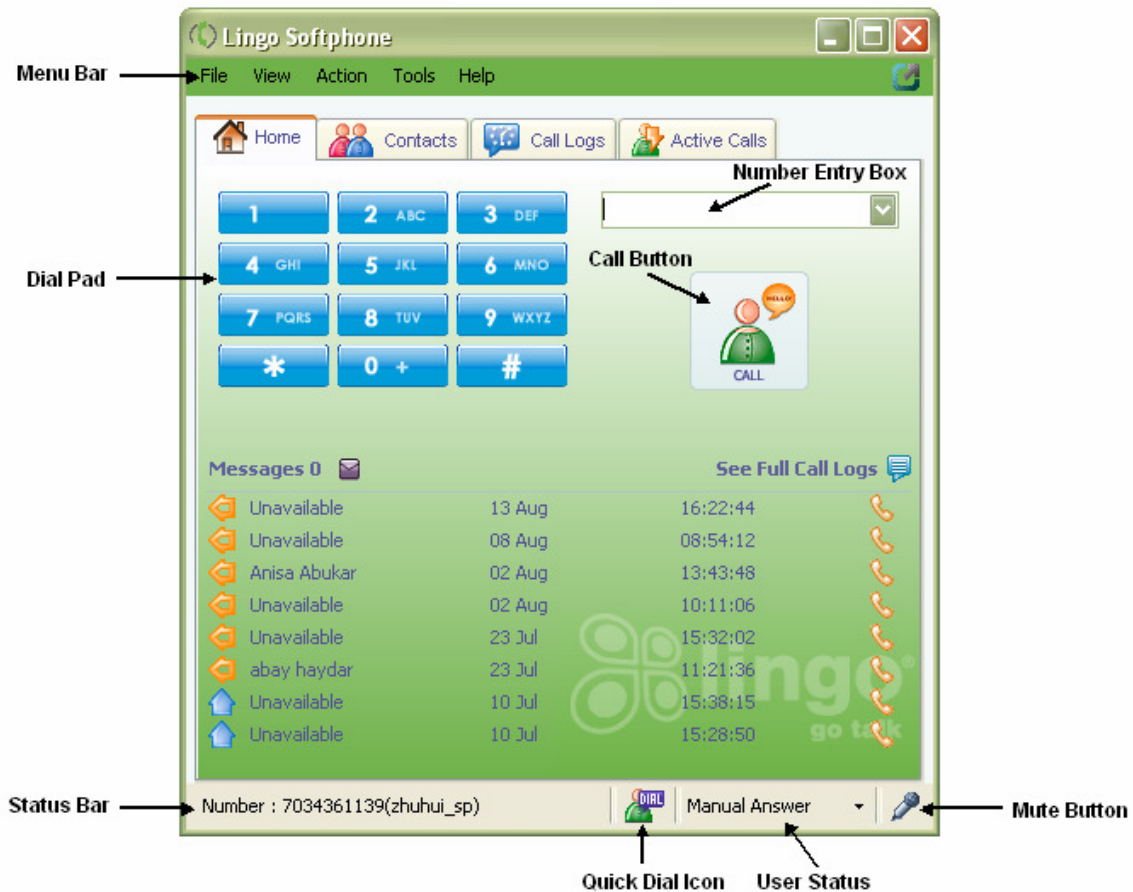 Lingo Softphone
Menu Bar
File View Action Tools Help
Home Contacts Call Logs Active Calls
Number Entry Box
1 2 ABC 3 DEF
Dial Pad
4 GHI 5 JKL 6 MNO
Call Button
HELLO!
7 PQRS 8 TUV 9 WXYZ
* 0 + #
CALL
Messages 0 See Full Call Logs
Unavailable 13 Aug 16:22:44
Unavailable 08 Aug 08:54:12
Anisa Abukar 02 Aug 13:43:48
Unavailable 02 Aug 10:11:06
Unavailable 23 Jul 15:32:02
abay haydar 23 Jul 11:21:36
Unavailable 10 Jul 15:38:15
Unavailable 10 Jul 15:28:50
lingo®
go talk
Status Bar
Number : 7034361139(zhuhui_sp) DIAL Manual Answer
Mute Button
Quick Dial Icon User Status